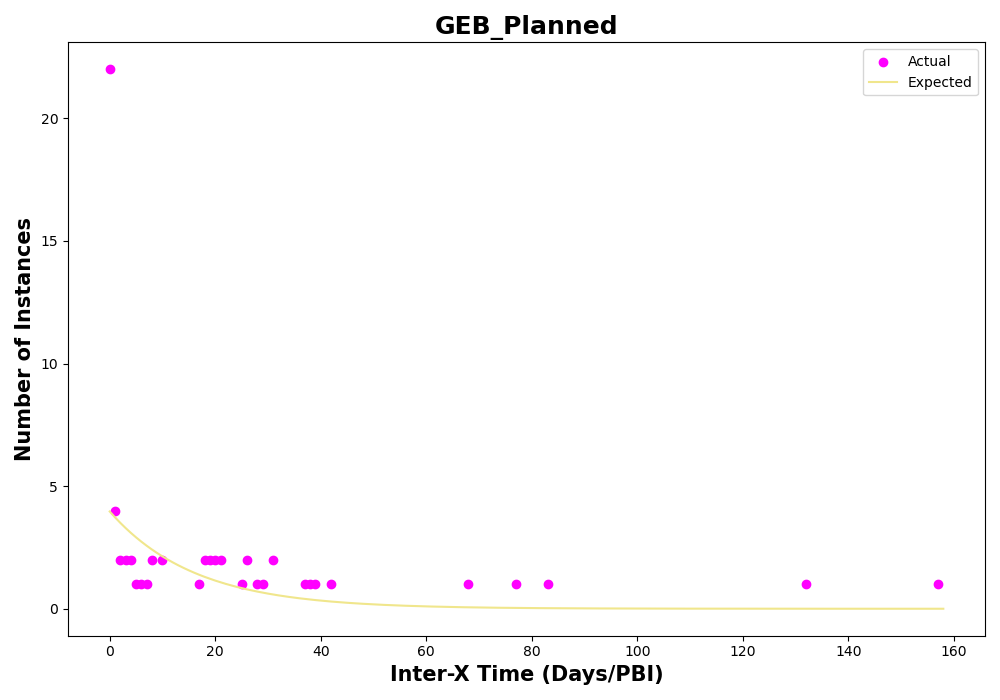 GEB_Planned
Actual
Expected
Number of Instances
20
15
10
5
0
0 20 40 60 80 100 120 140 160
Inter-X Time (Days/PBI)